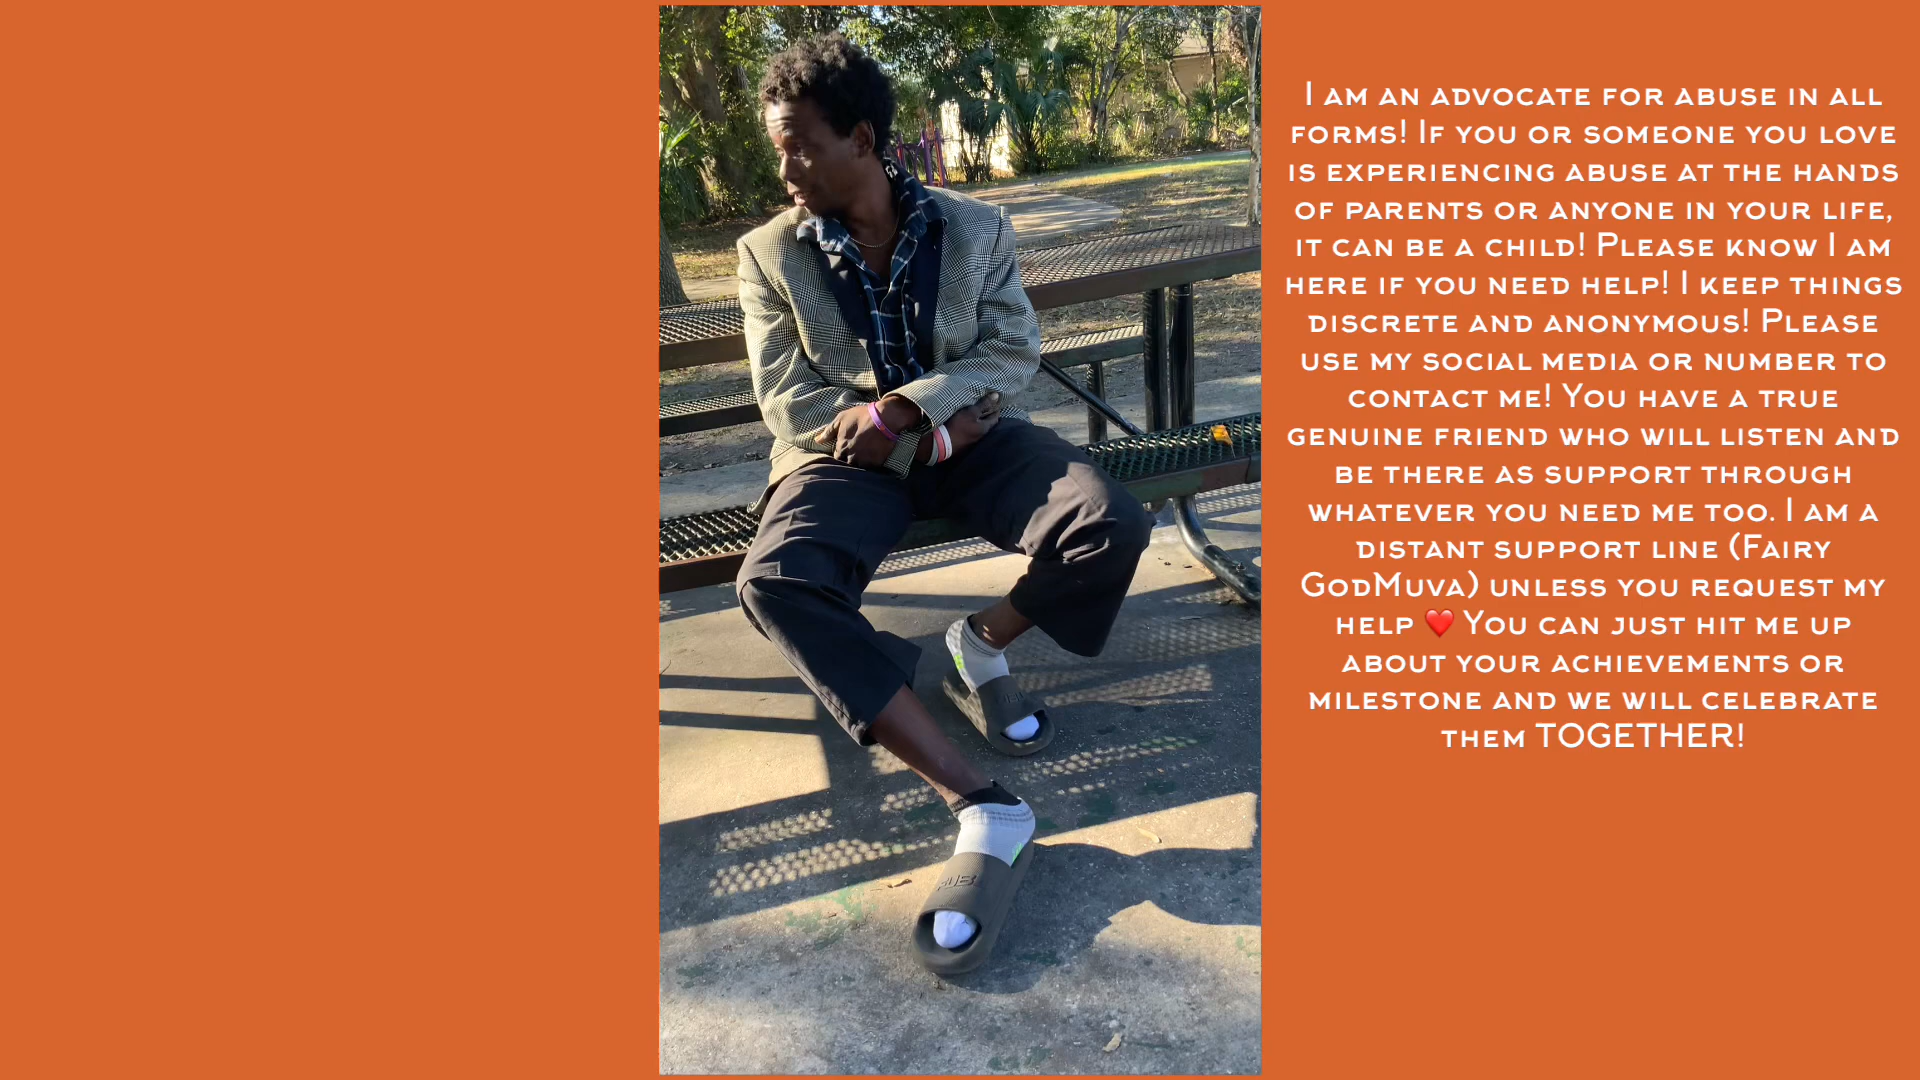 I am an advocate for abuse in all
forms! If you or someone you love
is experiencing abuse at the hands
of parents or anyone in your life,
it can be a child! Please know I am
here if you need help! I keep things
discrete and anonymous! Please
use my social media or number to
contact me! You have a true
genuine friend who will listen and
be there as support through
whatever you need me too. I am a
distant support line (Fairy
GodMuva) unless you request my
help ❤️ You can just hit me up
about your achievements or
milestone and we will celebrate
them TOGETHER!